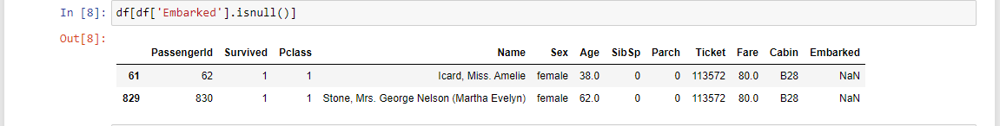 In [8]: df[df['Embarked'].isnull()]
Out[8]:
PassengerId Survived Pclass Name Sex Age SibSp Parch Ticket Fare Cabin Embarked
61 62 1 1 Icard, Miss. Amelie female 38.0 0 0 113572 80.0 B28 NaN
829 830 1 1 Stone, Mrs. George Nelson (Martha Evelyn) female 62.0 0 0 113572 80.0 B28 NaN